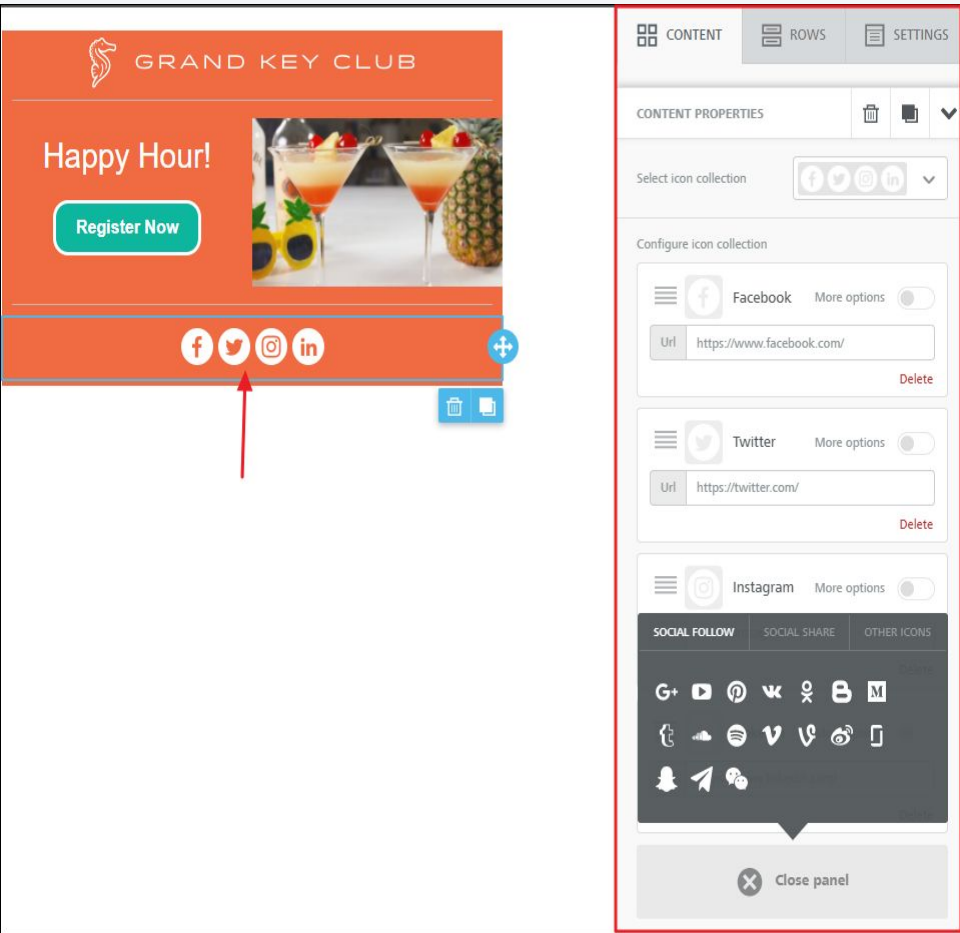 GRAND KEY CLUB
Happy Hour!
Register Now
CONTENT
ROWS
SETTINGS
CONTENT PROPERTIES
Select icon collection
Configure icon collection
Facebook More options
Url https://www.facebook.com/
Delete
Twitter More options
Url https://twitter.com/
Delete
Instagram More options
SOCIAL FOLLOW SOCIAL SHARE OTHER ICONS
Delete
Delete
Close panel